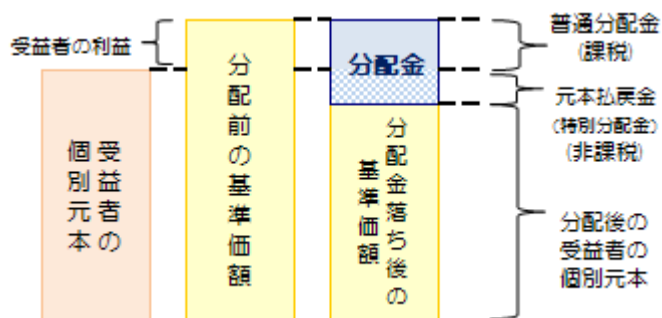 受益者の利益
受益者の
個別元本
分配前の基準価額
分配金
分配金落ち後の
基準価額
普通分配金
(課税)
元本払戻金
(特別分配金)
(非課税)
分配後の
受益者の
個別元本